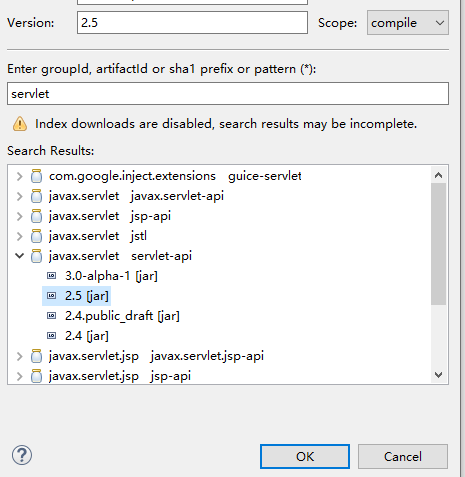 Version: 2.5 Scope: compile
Enter groupId, artifactId or sha1 prefix or pattern (*):
servlet
Index downloads are disabled, search results may be incomplete.
Search Results:
com.google.inject.extensions guice-servlet
javax.servlet javax.servlet-api
javax.servlet jsp-api
javax.servlet jstl
javax.servlet servlet-api
3.0-alpha-1 [jar]
2.5 [jar]
2.4.public_draft [jar]
2.4 [jar]
javax.servlet.jsp javax.servlet.jsp-api
javax.servlet.jsp jsp-api
? OK Cancel